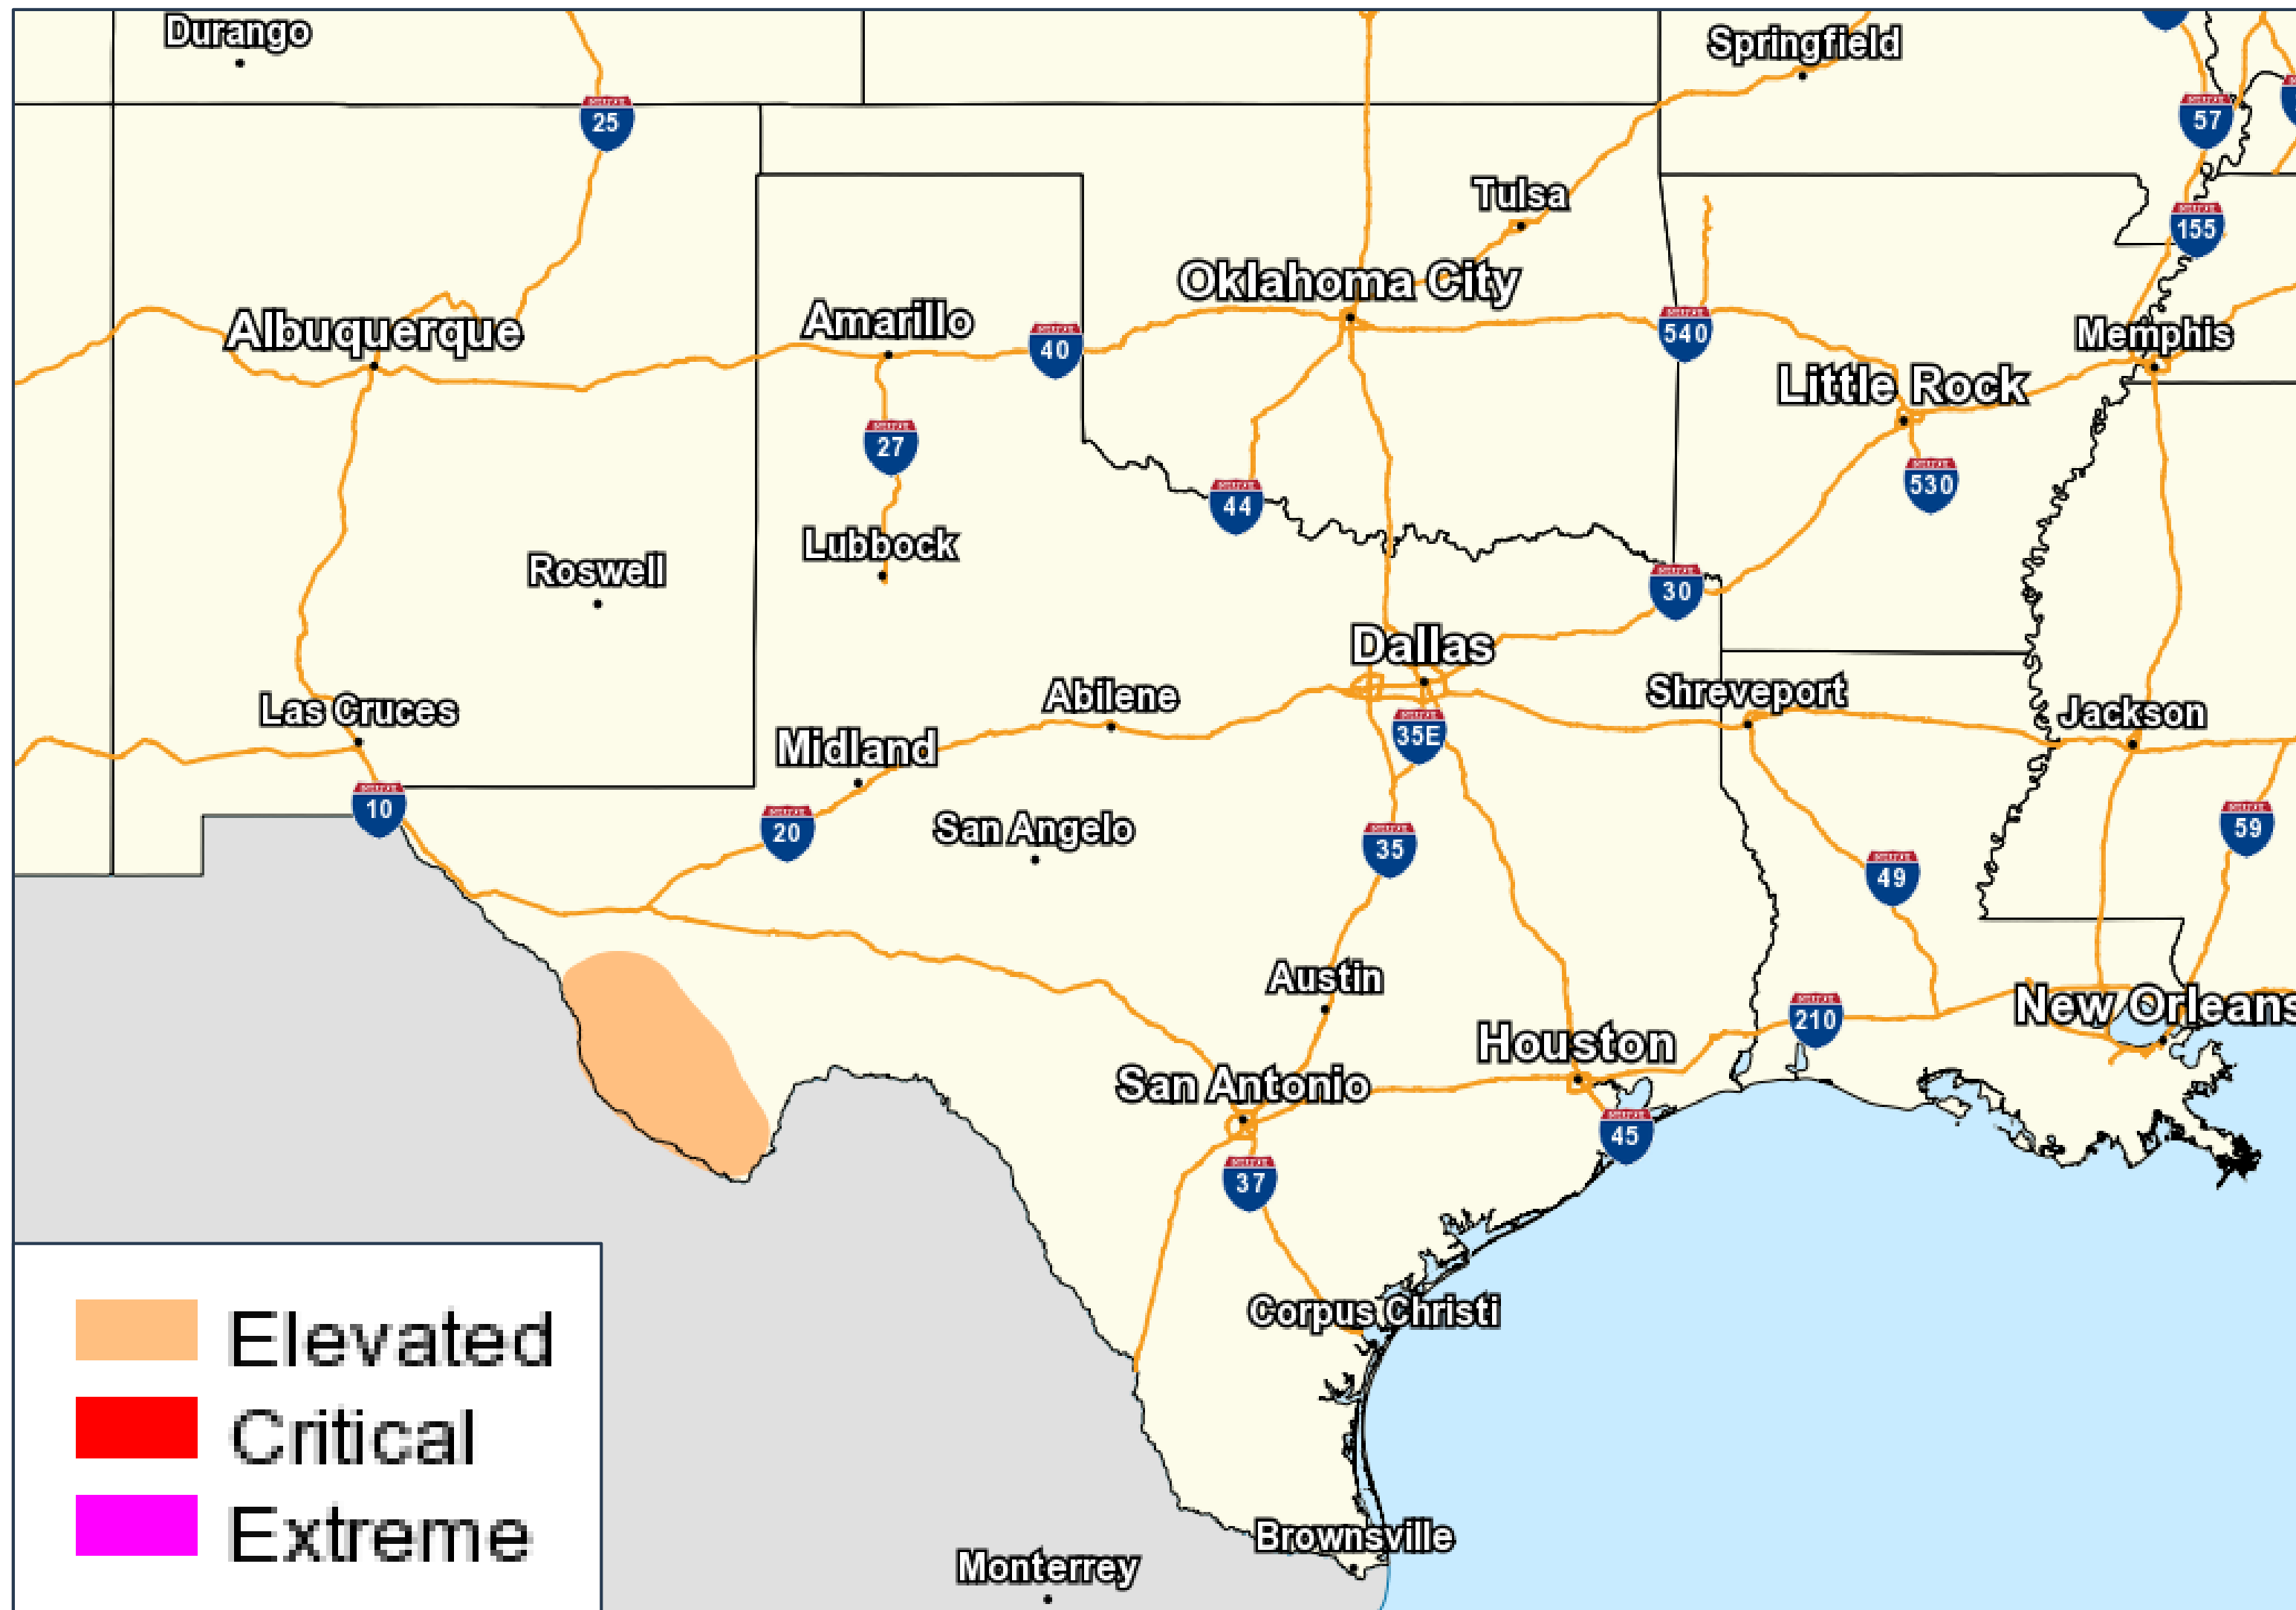 Durango
Springfield
25
57
155
Tulsa
Oklahoma City
Albuquerque
Amarillo
40
540
Memphis
Little Rock
27
530
44
Lubbock
Roswell
30
Dallas
Shreveport
Las Cruces
Abilene
Jackson
35E
Midland
10
20
San Angelo
35
59
49
Austin
New Orleans
210
Houston
San Antonio
45
37
Corpus Christi
Elevated
Critical
Extreme
Brownsville
Monterrey